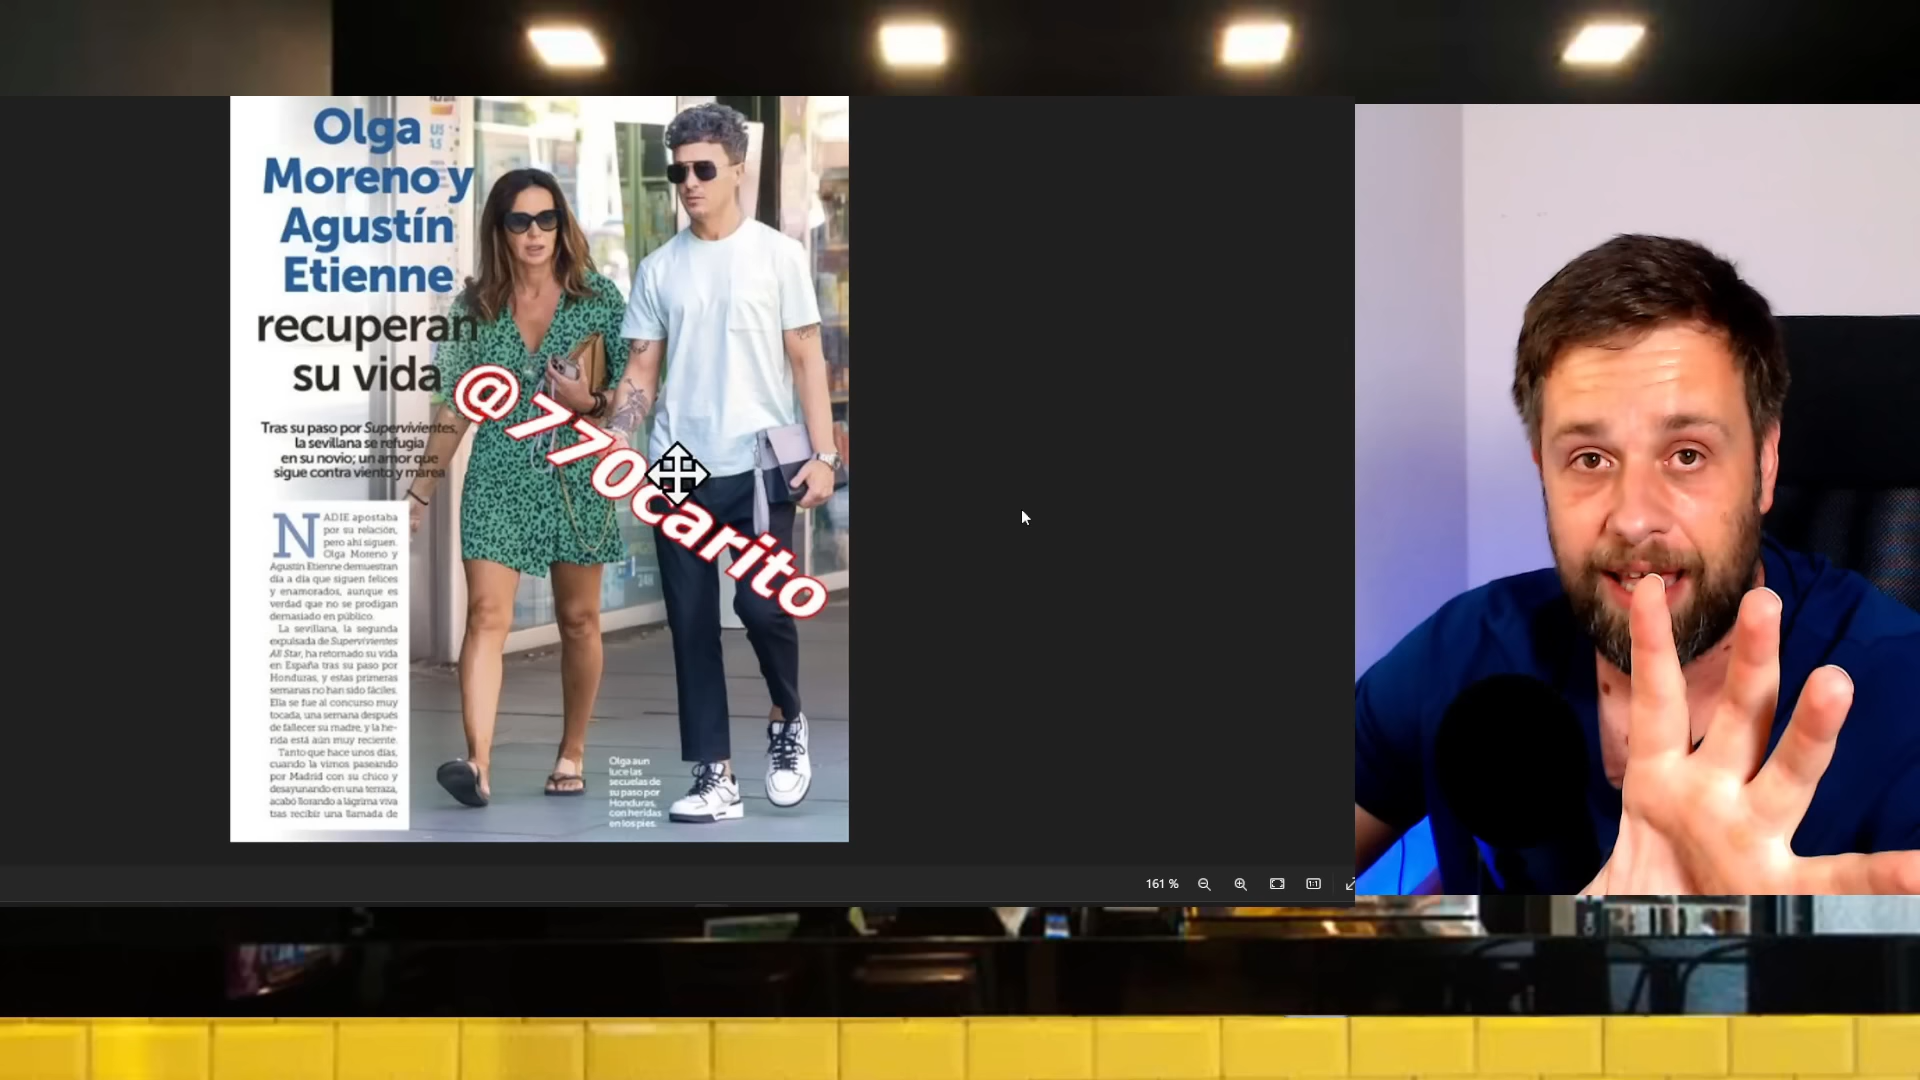 Olga
Moreno y
Agustín
Etienne
recuperan
su vida
Tras su paso por Supervivientes,
la sevillana se refugia
en su novio; un amor que
sigue contra viento y marea
NADIE apostaba
por su relación,
pero ahí siguen.
Olga Moreno y
Agustín Etienne demuestran
día a día que siguen felices
y enamorados, aunque es
verdad que no se prodigan
demasiado en público.
La sevillana, la segunda
expulsada de Supervivientes
All Star, ha retomado su vida
en España tras su paso por
Honduras, y estas primeras
semanas no han sido fáciles.
Ella se fue al concurso muy
tocada, una semana después
de fallecer su madre, y la he-
rida está aún muy reciente.
Tanto que hace unos días,
cuando la vimos paseando
por Madrid con su chico y
desayunando en una terraza,
acabó llorando a lágrima viva
tras recibir una llamada de
@770carito
Olga aun
luce las
secuelas de
su paso por
Honduras,
con heridas
en los pies.
24H
161 %
1:1